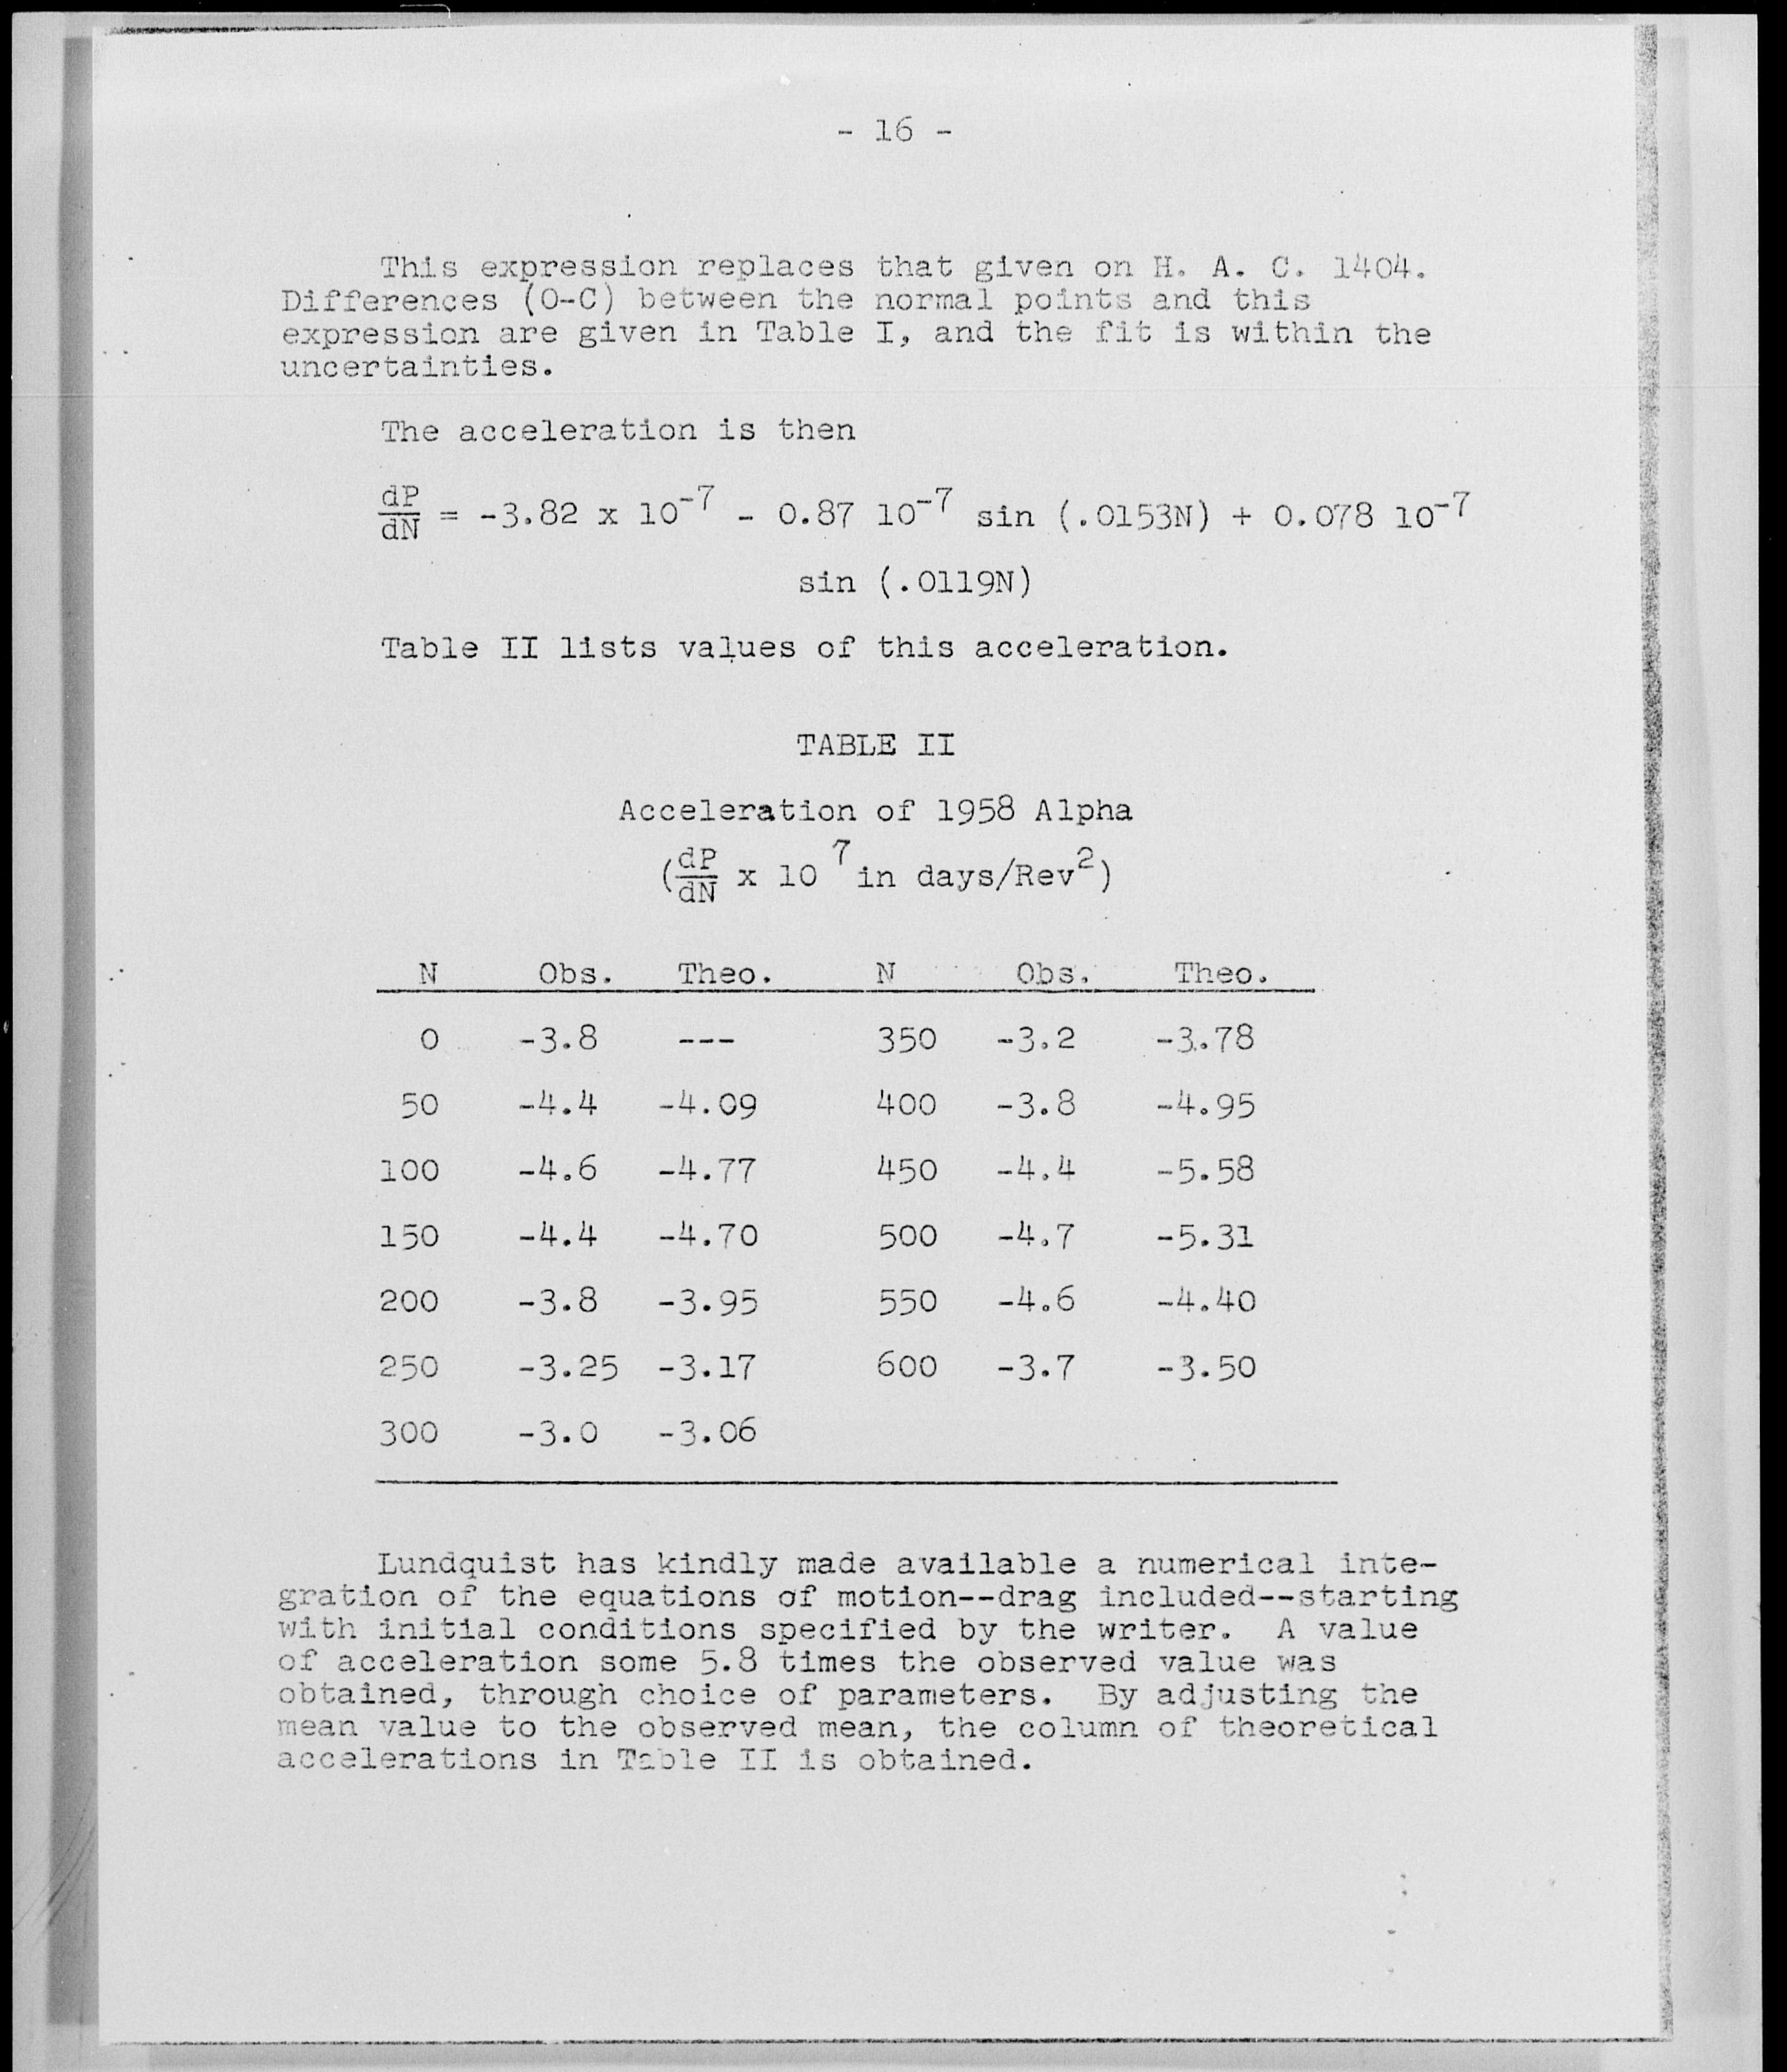 - 16 -
This expression replaces that given on H. A. C. 1404.
Differences (O-C) between the normal points and this
expression are given in Table I, and the fit is within the
uncertainties.
The acceleration is then
dP/dN = -3.82 x 10^-7 - 0.87 10^-7 sin (.0153N) + 0.078 10^-7
sin (.0119N)
Table II lists values of this acceleration.
TABLE II
Acceleration of 1958 Alpha
(dP/dN x 10^7 in days/Rev^2)
N Obs. Theo. N Obs. Theo.
0 -3.8 --- 350 -3.2 -3.78
50 -4.4 -4.09 400 -3.8 -4.95
100 -4.6 -4.77 450 -4.4 -5.58
150 -4.4 -4.70 500 -4.7 -5.31
200 -3.8 -3.95 550 -4.6 -4.40
250 -3.25 -3.17 600 -3.7 -3.50
300 -3.0 -3.06
Lundquist has kindly made available a numerical inte-
gration of the equations of motion--drag included--starting
with initial conditions specified by the writer. A value
of acceleration some 5.8 times the observed value was
obtained, through choice of parameters. By adjusting the
mean value to the observed mean, the column of theoretical
accelerations in Table II is obtained.